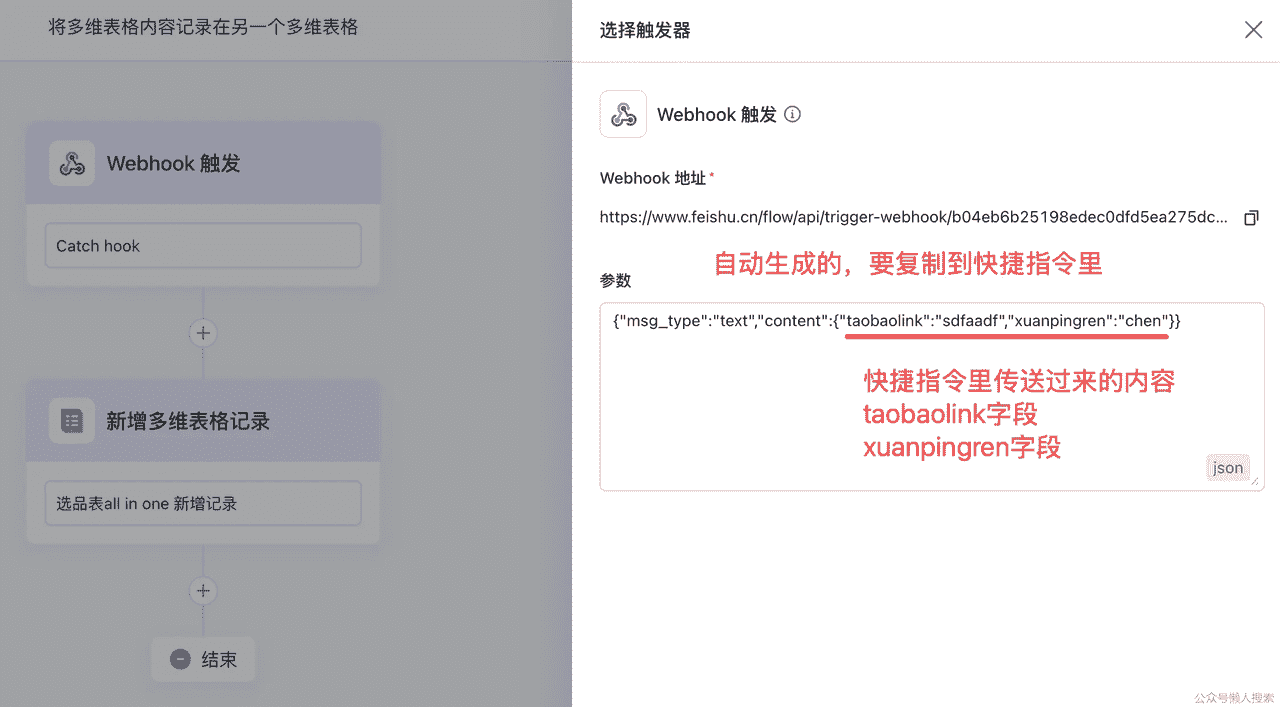 将多维表格内容记录在另一个多维表格
Webhook 触发
Catch hook
新增多维表格记录
选品表all in one 新增记录
结束
选择触发器
Webhook 触发
Webhook 地址*
https://www.feishu.cn/flow/api/trigger-webhook/b04eb6b25198edec0dfd5ea275dc...
自动生成的，要复制到快捷指令里
参数
{"msg_type":"text","content":{"taobaolink":"sdfaadf","xuanpingren":"chen"}}
快捷指令里传送过来的内容
taobaolink字段
xuanpingren字段
json
公众号懒人搜索